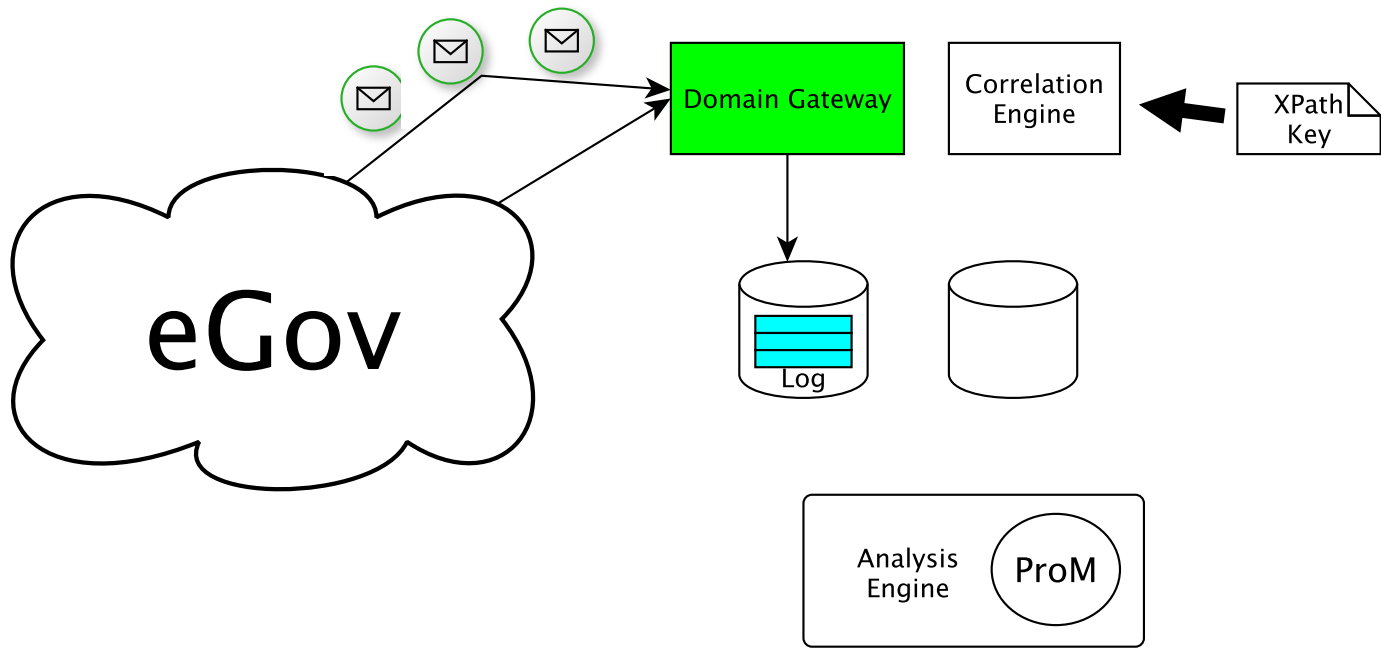 Domain Gateway
Correlation
Engine
XPath
Key
eGov
Log
Analysis
Engine
ProM